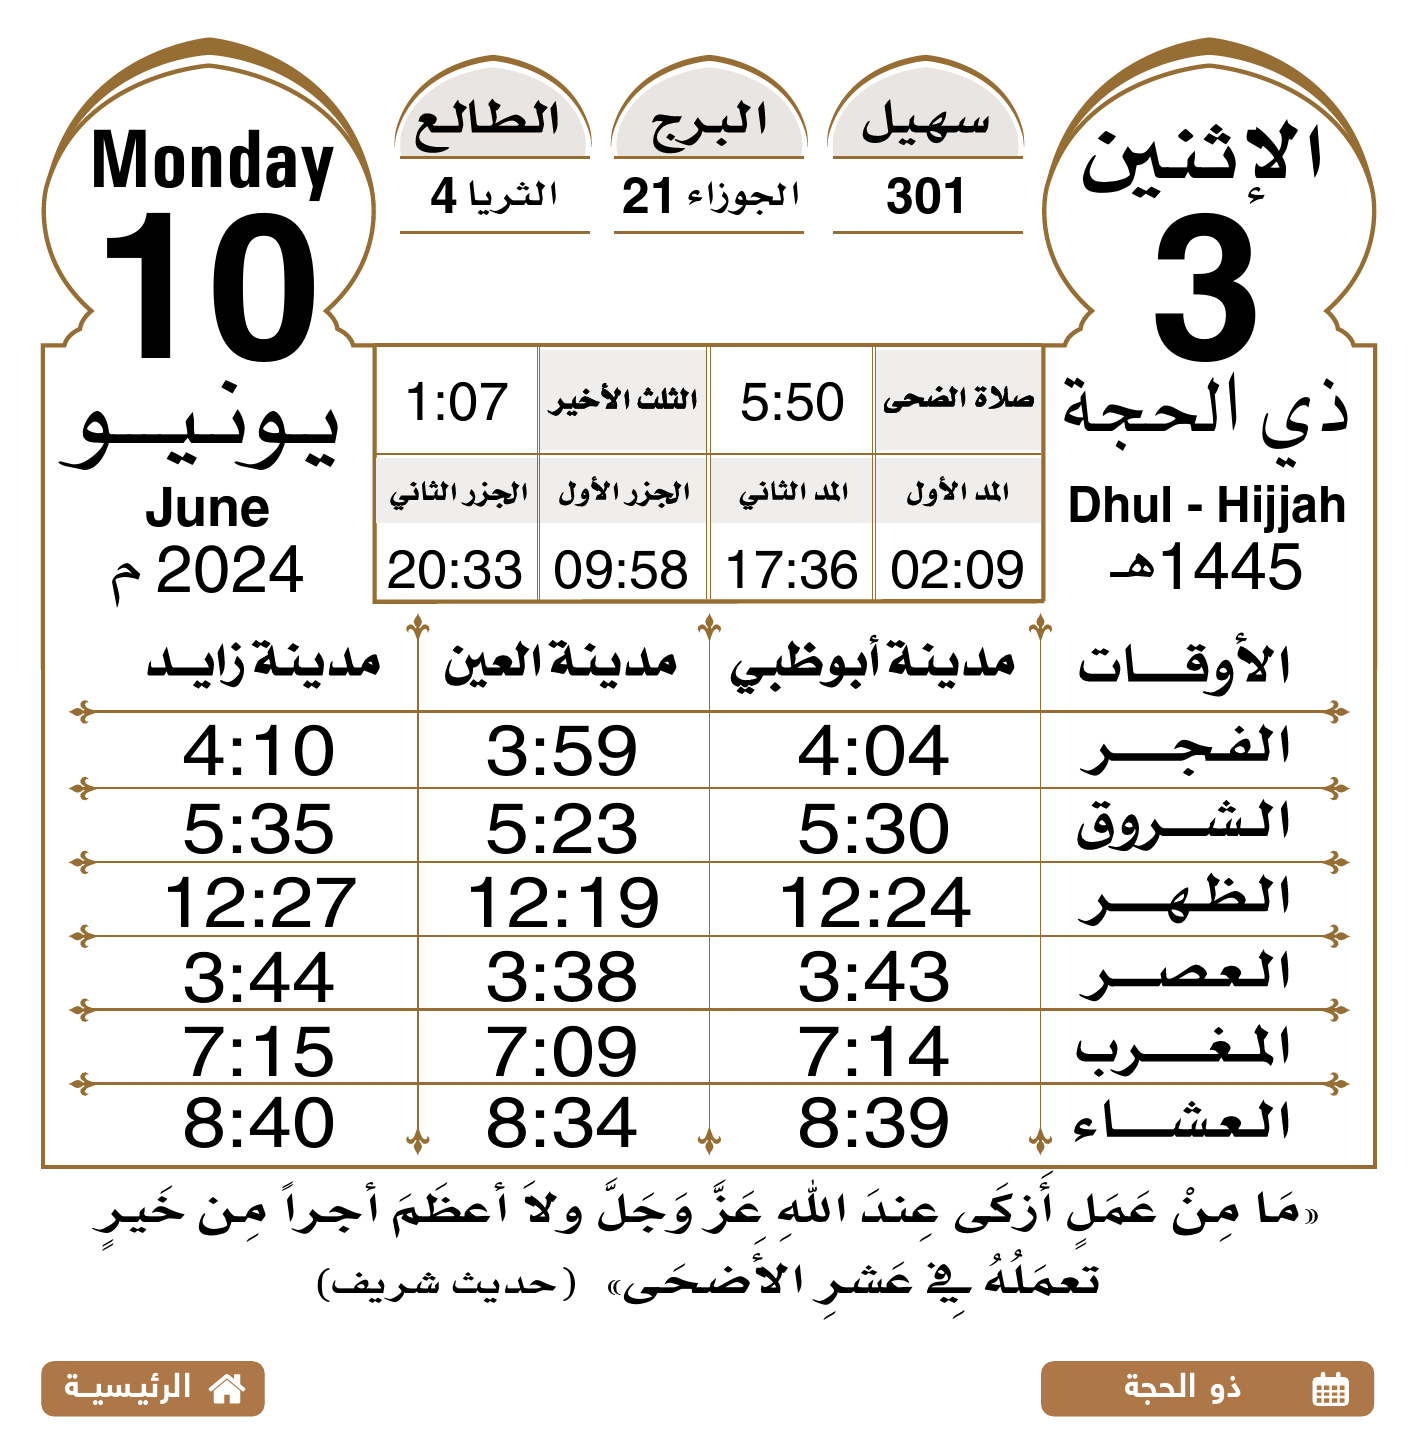 الإثنين
3
ذي الحجة
Dhul - Hijjah
1445هـ
سهيل
301
البرج
الجوزاء 21
الطالع
الثريا 4
Monday
10
يونيو
June
2024 م
صلاة الضحى 5:50 الثلث الأخير 1:07
المد الأول المد الثاني الجزر الأول الجزر الثاني
02:09 17:36 09:58 20:33
الأوقات مدينة أبوظبي مدينة العين مدينة زايد
الفجر 4:04 3:59 4:10
الشروق 5:30 5:23 5:35
الظهر 12:24 12:19 12:27
العصر 3:43 3:38 3:44
المغرب 7:14 7:09 7:15
العشاء 8:39 8:34 8:40
«مَا مِنْ عَمَلٍ أَزكَى عِندَ اللهِ عِزَّ وَجَلَّ ولاَ أعظَمَ أجراً مِن خَيرٍ
تعمَلُهُ فِي عَشرِ الأضحَى» (حديث شريف)
ذو الحجة
الرئيسية